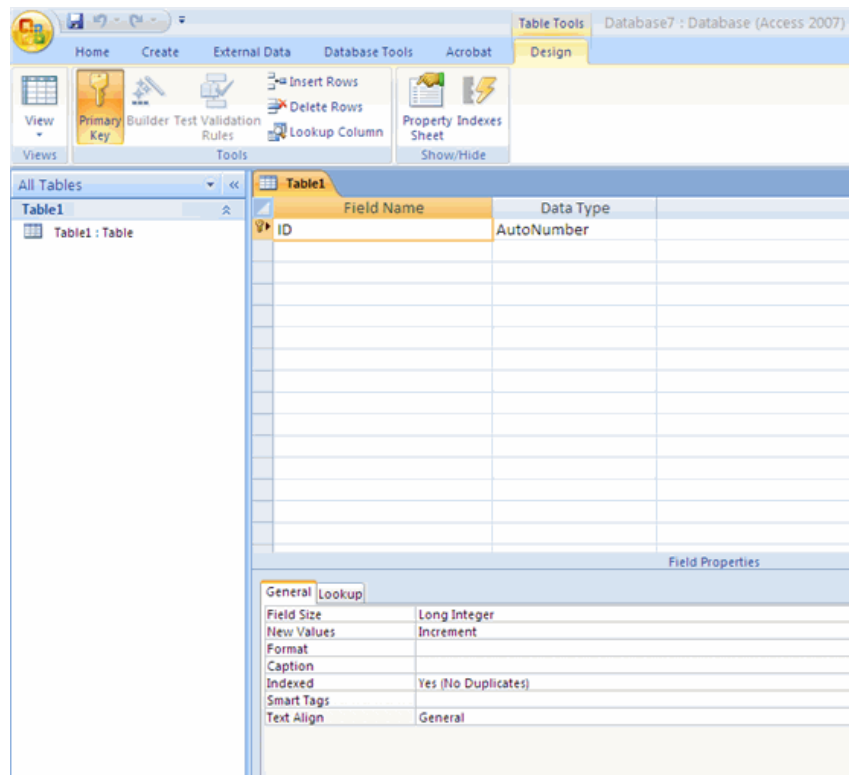 Table Tools Database7 : Database (Access 2007)
Home Create External Data Database Tools Acrobat Design
View
Primary Key
Builder
Test Validation Rules
Insert Rows
Delete Rows
Lookup Column
Property Sheet
Indexes
Views Tools Show/Hide
All Tables
Table1
Table1 : Table
Table1
Field Name Data Type
ID AutoNumber
Field Properties
General Lookup
Field Size Long Integer
New Values Increment
Format
Caption
Indexed Yes (No Duplicates)
Smart Tags
Text Align General